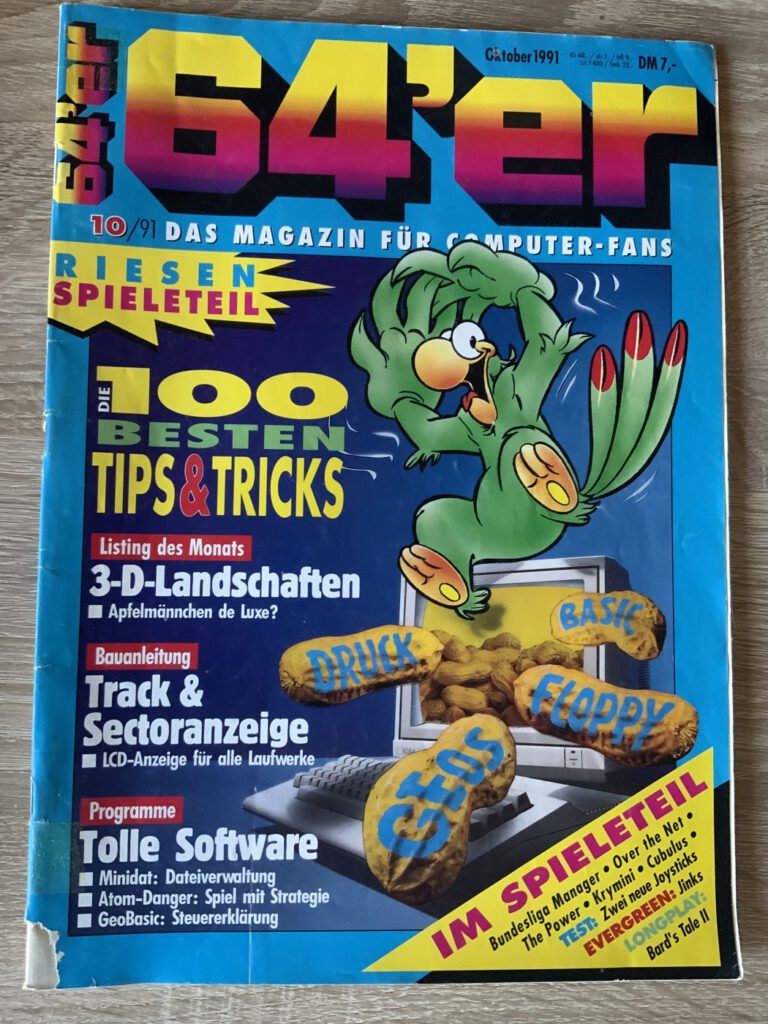 64'er
Oktober 1991
DM 7,-
64'er
10/91 DAS MAGAZIN FÜR COMPUTER-FANS
RIESEN
SPIELETEIL
DIE 100
BESTEN
TIPS & TRICKS
Listing des Monats
3-D-Landschaften
Apfelmännchen de Luxe?
Bauanleitung
Track &
Sectoranzeige
LCD-Anzeige für alle Laufwerke
Programme
Tolle Software
Minidat: Dateiverwaltung
Atom-Danger: Spiel mit Strategie
GeoBasic: Steuererklärung
BASIC
DRUCK
FLOPPY
GEOS
IM SPIELETEIL
Bundesliga Manager • Over the Net •
The Power • Krymini • Cubulus •
TEST: Zwei neue Joysticks
EVERGREEN: Jinks
LONGPLAY:
Bard's Tale II